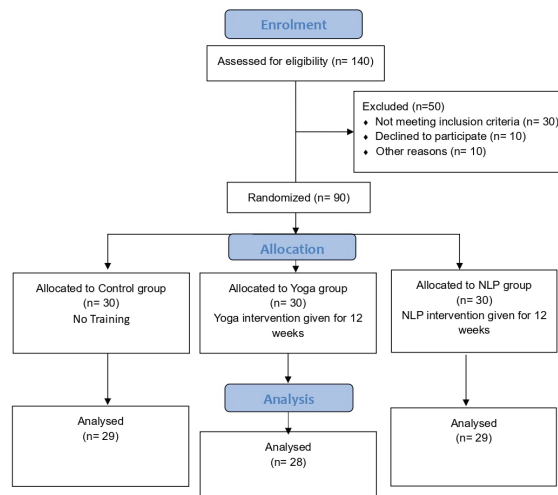 Enrolment
Assessed for eligibility (n= 140)
Excluded (n=50)
♦ Not meeting inclusion criteria (n= 30)
♦ Declined to participate (n= 10)
♦ Other reasons (n= 10)
Randomized (n= 90)
Allocation
Allocated to Control group
(n= 30)
No Training
Allocated to Yoga group
(n= 30)
Yoga intervention given for 12
weeks
Allocated to NLP group
(n= 30)
NLP intervention given for 12
weeks
Analysis
Analysed
(n= 29)
Analysed
(n= 28)
Analysed
(n= 29)